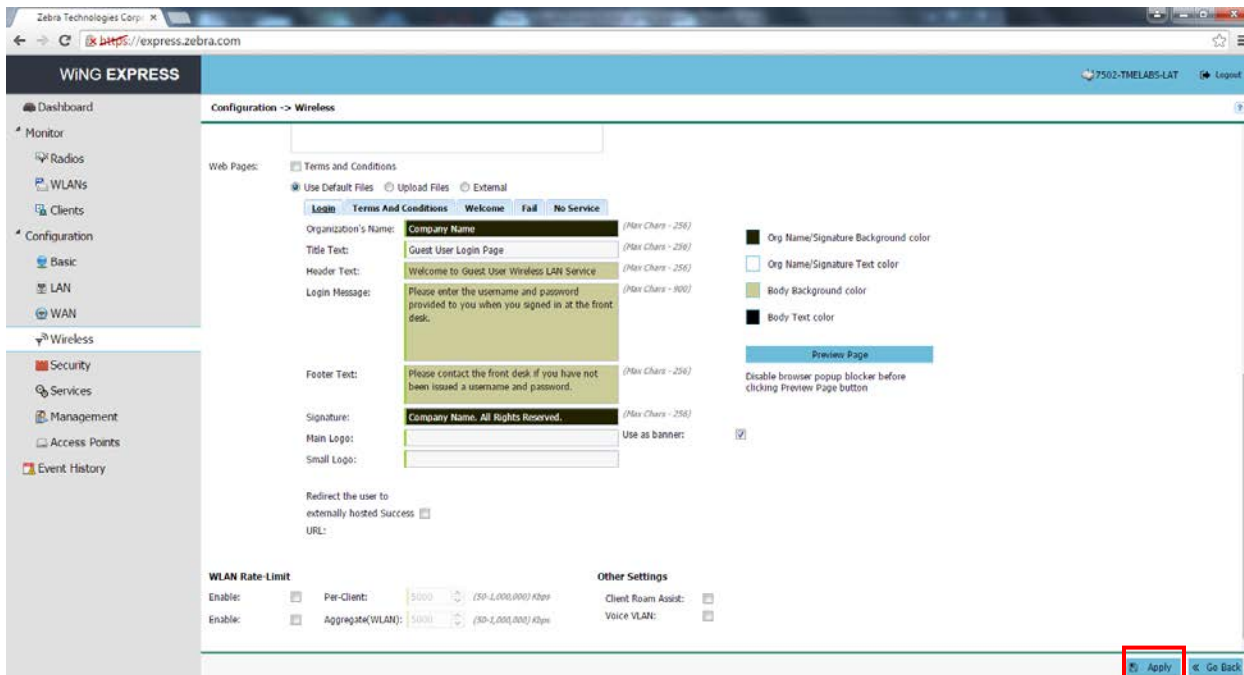 Zebra Technologies Corp
https://express.zebra.com
WiNG EXPRESS
7502-TMELABS-LAT Logout
Dashboard
Configuration -> Wireless
Monitor
Radios
WLANs
Clients
Configuration
Basic
LAN
WAN
Wireless
Security
Services
Management
Access Points
Event History
Web Pages: Terms and Conditions
Use Default Files Upload Files External
Login Terms And Conditions Welcome Fail No Service
Organization's Name: Company Name (Max Chars - 256)
Title Text: Guest User Login Page (Max Chars - 256)
Header Text: Welcome to Guest User Wireless LAN Service (Max Chars - 256)
Login Message: Please enter the username and password (Max Chars - 900)
provided to you when you signed in at the front
desk.
Footer Text: Please contact the front desk if you have not (Max Chars - 256)
been issued a username and password.
Signature: Company Name. All Rights Reserved. (Max Chars - 256)
Main Logo: Use as banner:
Small Logo:
Redirect the user to
externally hosted Success
URL:
Org Name/Signature Background color
Org Name/Signature Text color
Body Background color
Body Text color
Preview Page
Disable browser popup blocker before
clicking Preview Page button
WLAN Rate-Limit
Enable: Per-Client: 5000 (50-1,000,000) Kbps
Enable: Aggregate(WLAN): 5000 (50-1,000,000) Kbps
Other Settings
Client Roam Assist:
Voice VLAN:
Apply « Go Back